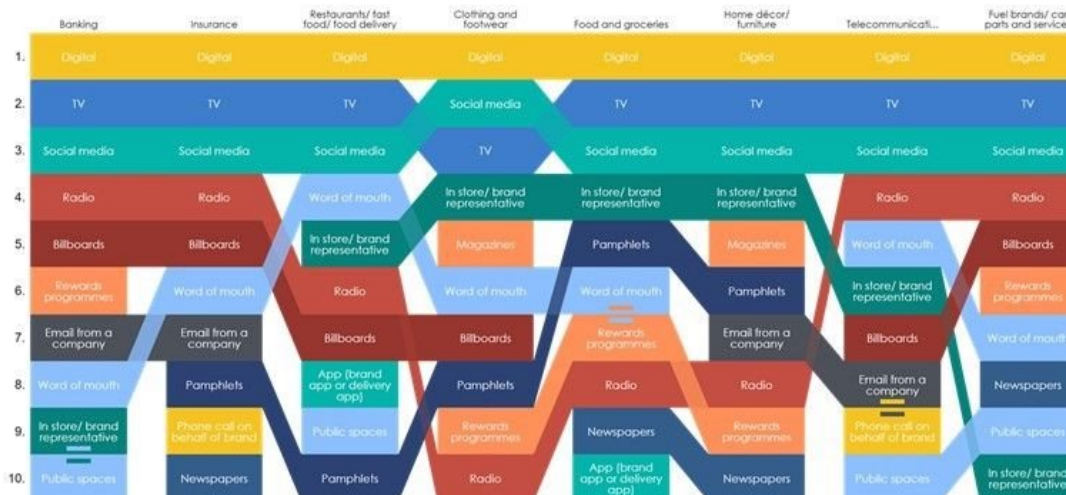 Banking
Insurance
Restaurants/ fast
food/ food delivery
Clothing and
footwear
Food and groceries
Home décor/
furniture
Telecommunicati...
Fuel brands/ car
parts and service
1.
Digital
Digital
Digital
Digital
Digital
Digital
Digital
Digital
2.
TV
TV
TV
Social media
TV
TV
TV
TV
3.
Social media
Social media
Social media
TV
Social media
Social media
Social media
Social media
4.
Radio
Radio
Word of mouth
In store/ brand
representative
In store/ brand
representative
In store/ brand
representative
Radio
Radio
5.
Billboards
Billboards
In store/ brand
representative
Magazines
Pamphlets
Magazines
Word of mouth
Billboards
6.
Rewards
programmes
Word of mouth
Radio
Word of mouth
Word of mouth
Pamphlets
In store/ brand
representative
Rewards
programmes
7.
Email from a
company
Email from a
company
Billboards
Billboards
Rewards
programmes
Email from a
company
Billboards
Word of mouth
8.
Word of mouth
Pamphlets
App (brand
app or delivery
app)
Pamphlets
Radio
Radio
Email from a
company
Newspapers
9.
In store/ brand
representative
Phone call on
behalf of brand
Public spaces
Rewards
programmes
Newspapers
Rewards
programmes
Phone call on
behalf of brand
Public spaces
10.
Public spaces
Newspapers
Pamphlets
Radio
App (brand
app or delivery
app)
Newspapers
Public spaces
In store/ brand
representative